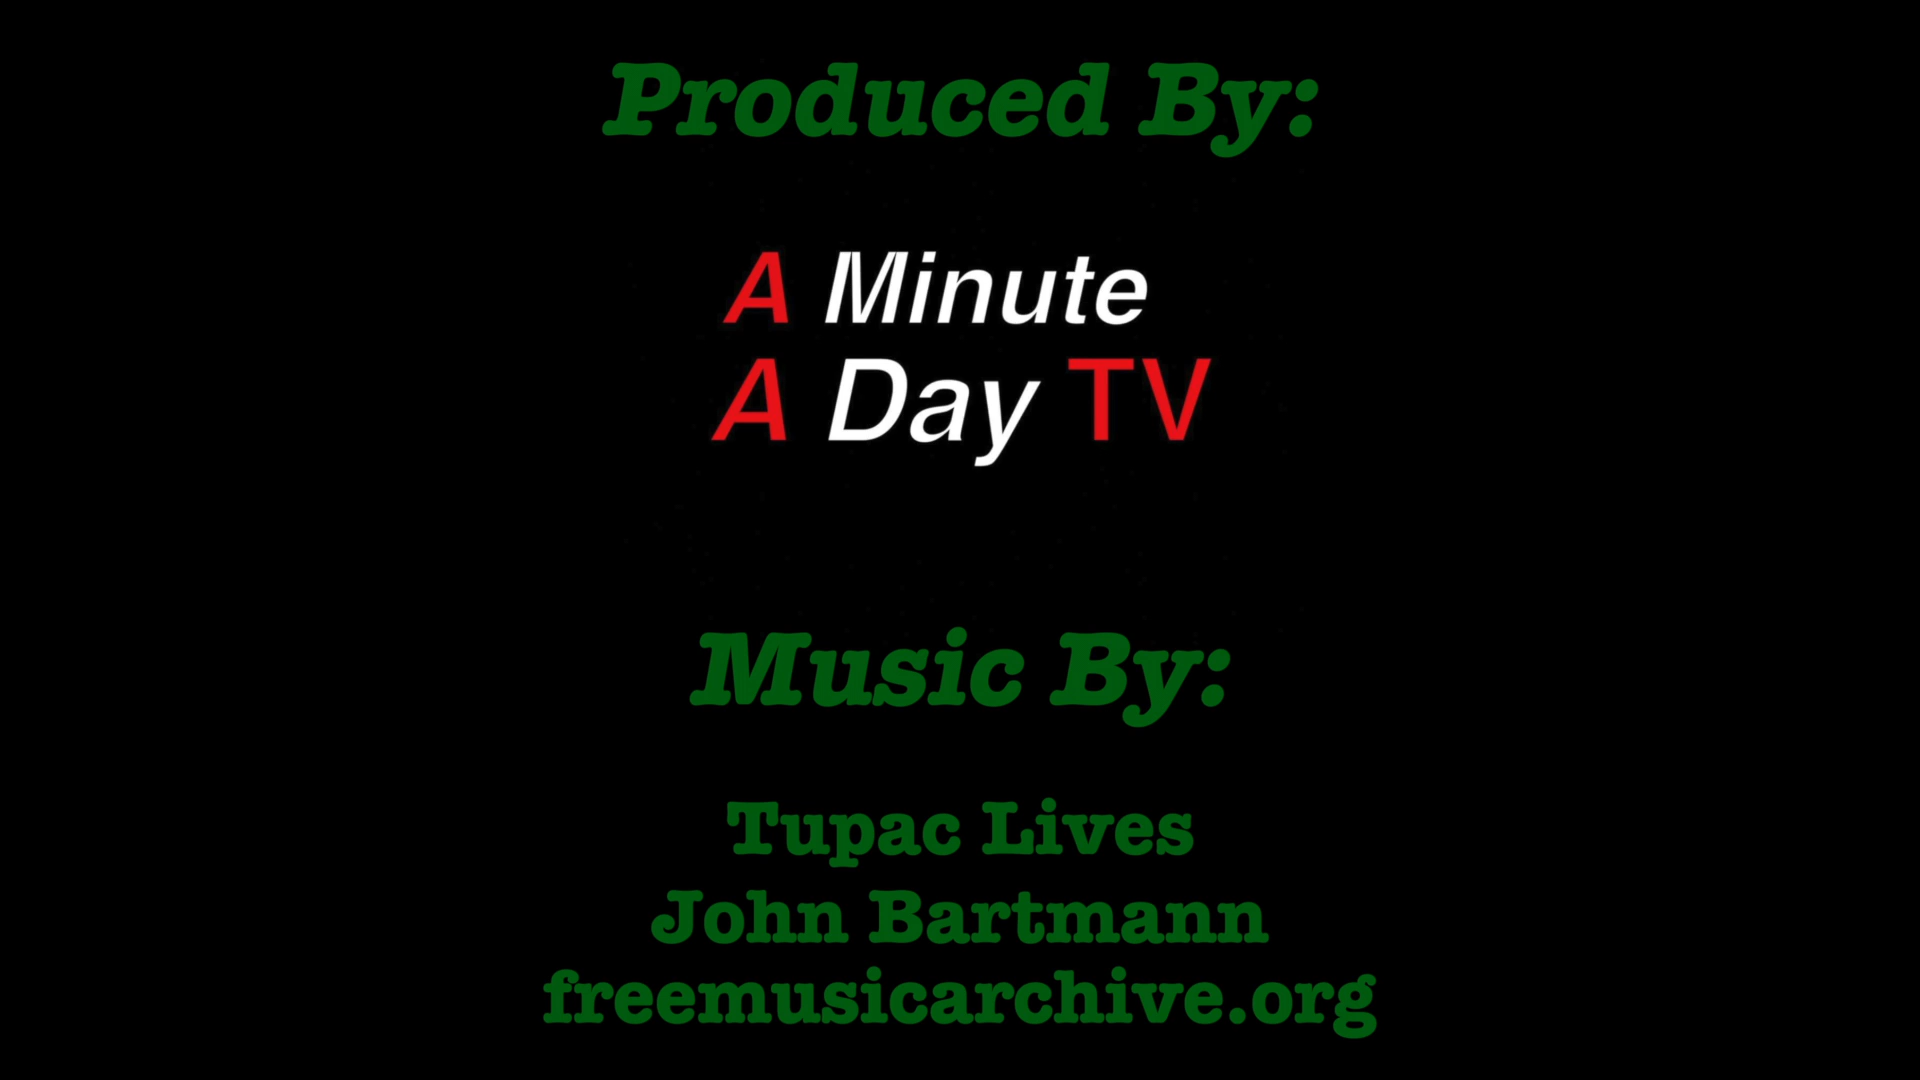 Produced By:
A Minute
A Day TV
Music By:
Tupac Lives
John Bartmann
freemusicarchive.org